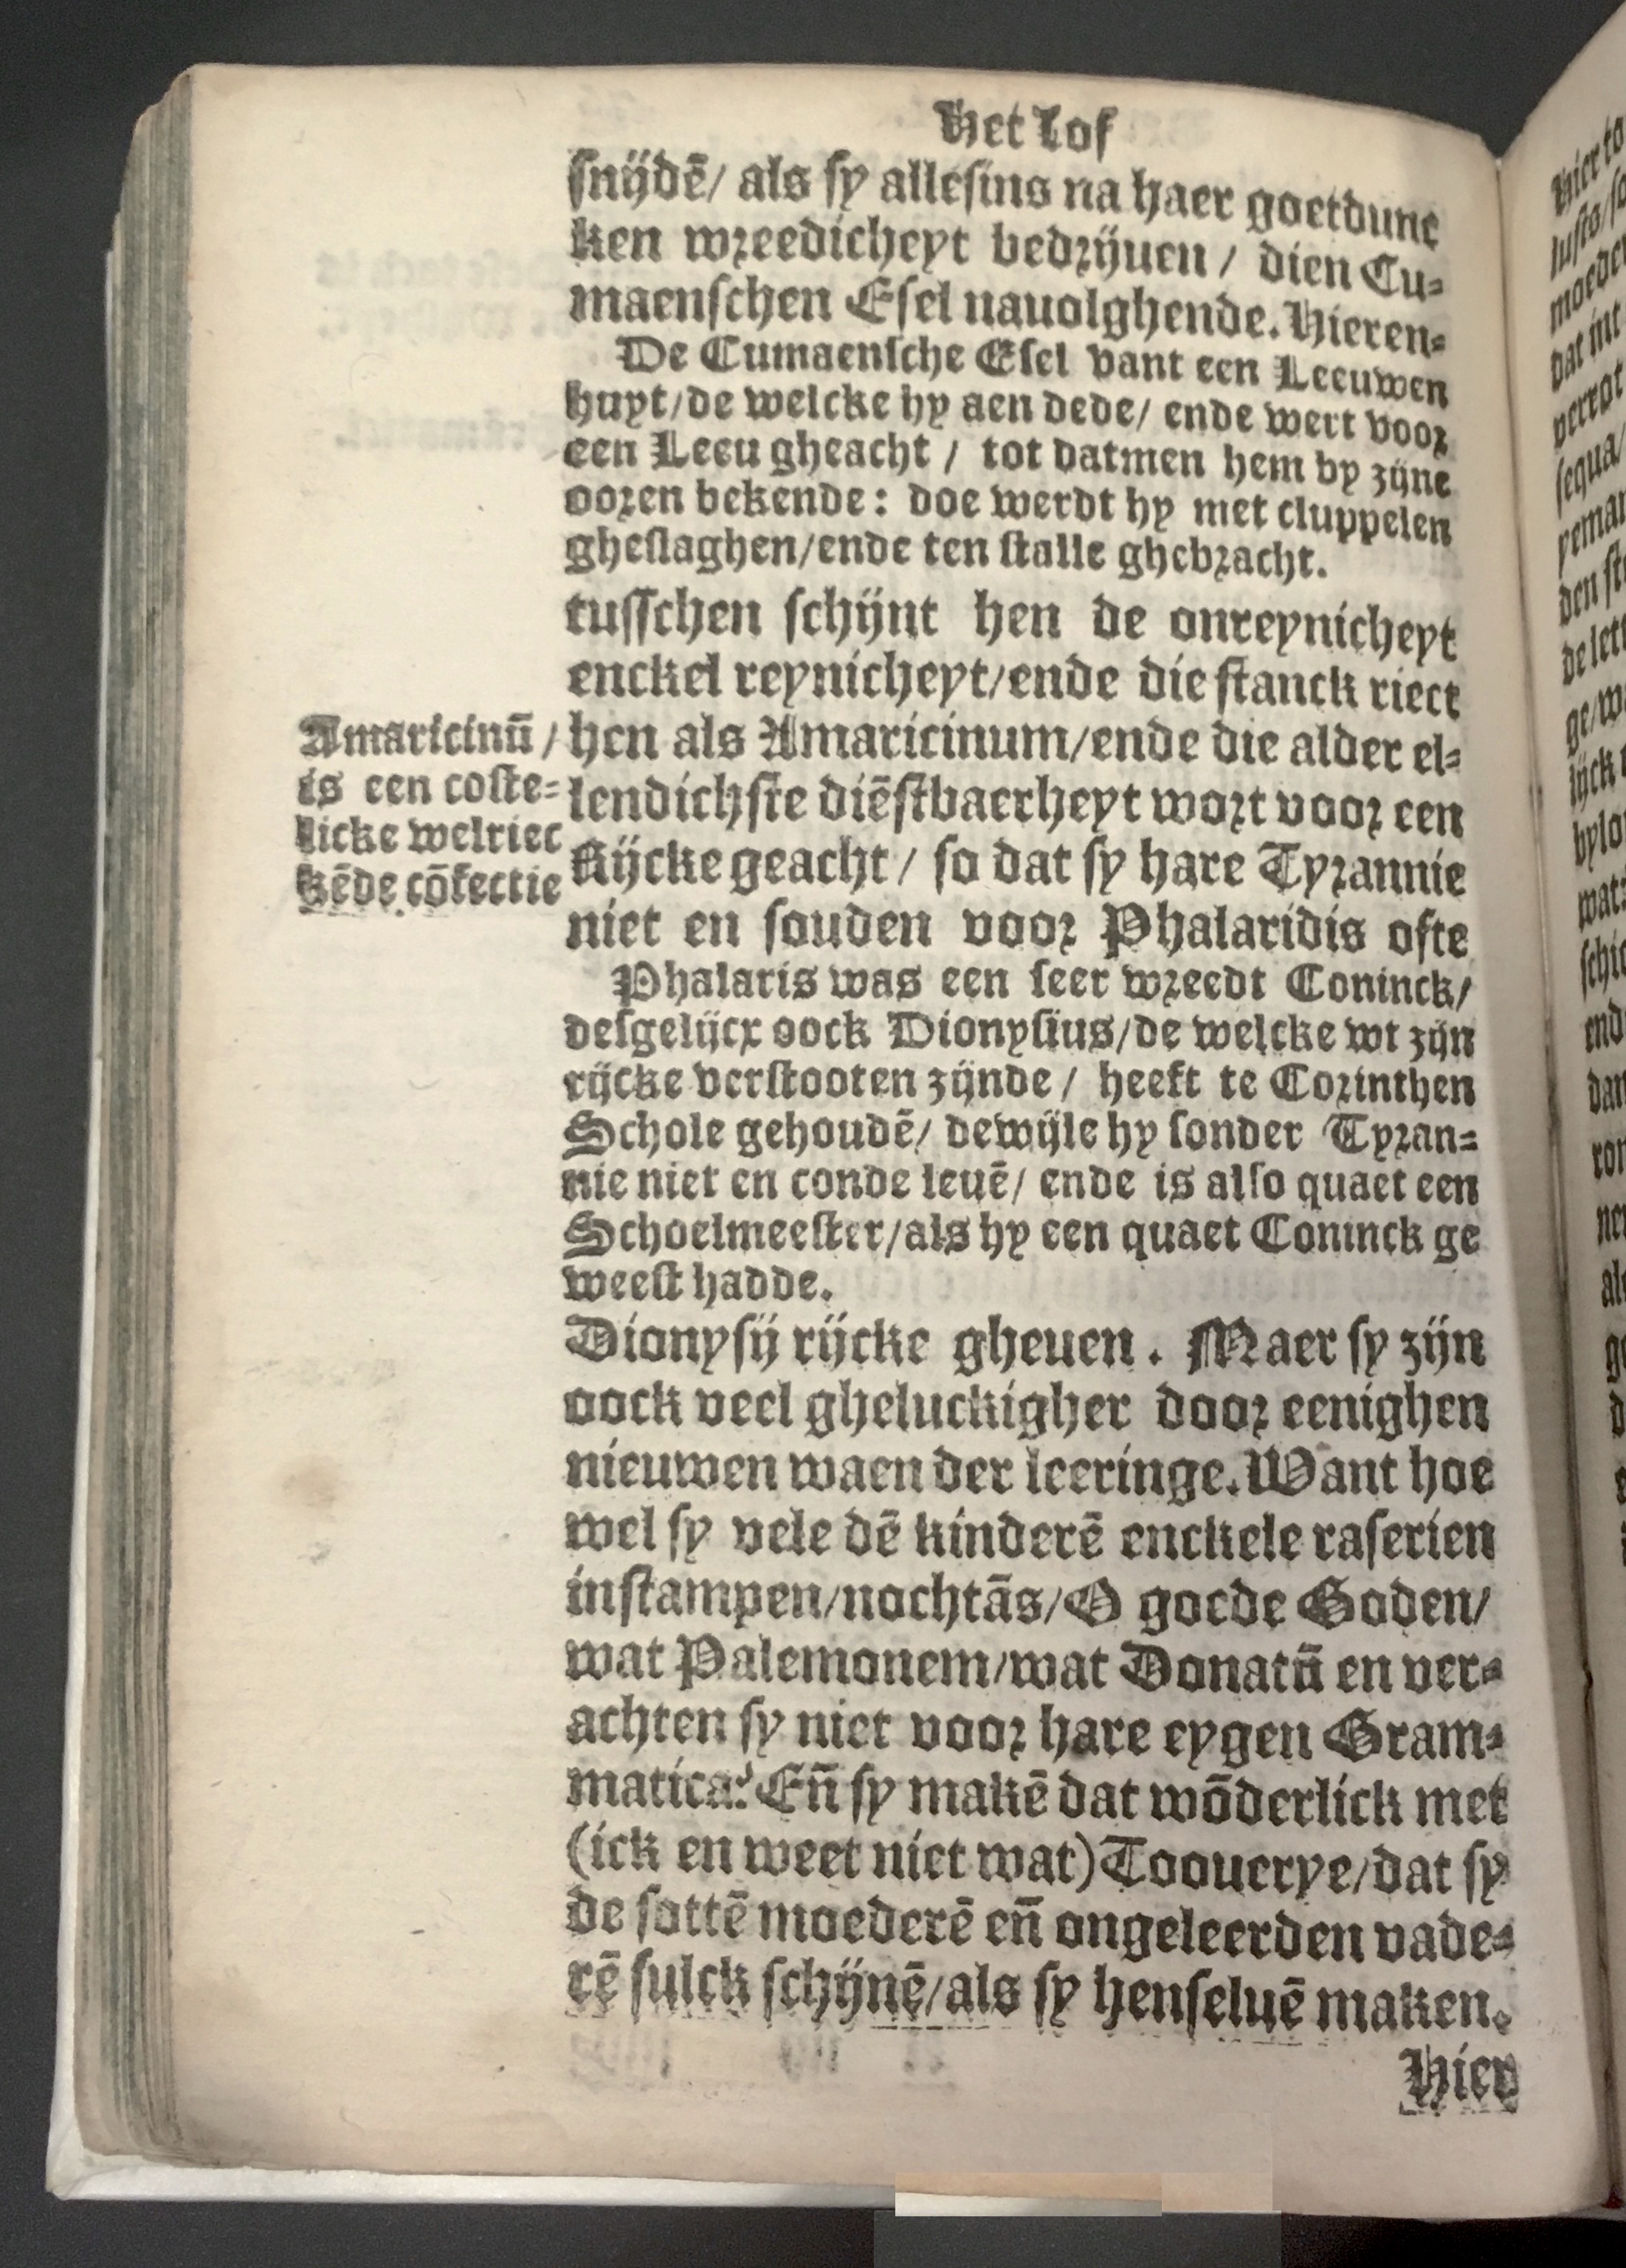 Het Lof
snijdē/ als sy allesins na haer goetdunc
ken wreedicheyt bedrijuen / dien Cu-
maenschen Esel nauolghende. Hieren-
De Cumaensche Esel vant een Leeuwen
huyt/de welcke hy aen dede/ ende wert voor
een Leeu gheacht / tot datmen hem by zijne
ooren bekende: doe werdt hy met cluppelen
gheslaghen/ende ten stalle ghebracht.
tusschen schijnt hen de onreynicheyt
enckel reynicheyt/ende die stanck riect
hen als Amaricinum/ende die alder el-
lendichste diēstbaerheyt wort voor een
Rijcke geacht / so dat sy hare Tyrannie
niet en souden voor Phalaridis ofte
Amaricinū /
is een coste-
licke welriec
kēde cōfectie
Phalaris was een seer wreedt Coninck/
desgelijcx oock Dionysius/de welcke wt zijn
rijcke verstooten zijnde / heeft te Corinthen
Schole gehoudē/ dewijle hy sonder Tyran-
nie niet en conde leuē/ ende is also quaet een
Schoelmeester/als hy een quaet Coninck ge
weest hadde.
Dionysij rijcke gheuen. Maer sy zijn
oock veel gheluckigher door eenighen
nieuwen waen der leeringe. Want hoe
wel sy vele dē kinderē enckele raserien
instampen/nochtās/O goede Goden/
wat Palemonem/wat Donatū en ver-
achten sy niet voor hare eygen Gram-
matica? Eñ sy makē dat wōderlick met
(ick en weet niet wat) Toouerye/dat sy
de sottē moederē eñ ongeleerden vade-
rē sulck schijnē/als sy henseluē maken.
Hier